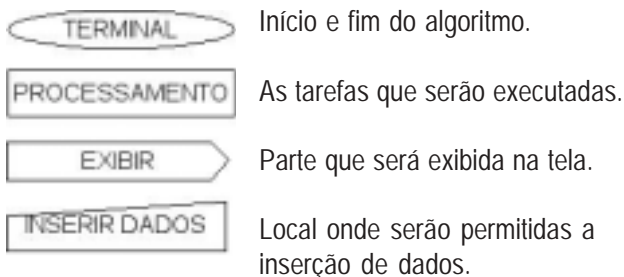 TERMINAL Início e fim do algoritmo.
PROCESSAMENTO As tarefas que serão executadas.
EXIBIR Parte que será exibida na tela.
INSERIR DADOS Local onde serão permitidas a
inserção de dados.